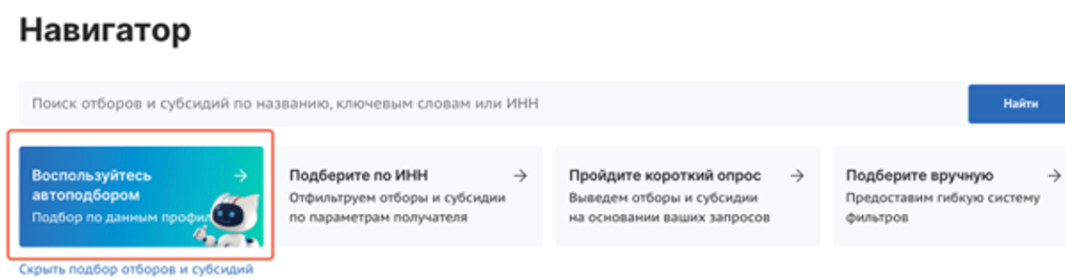 Навигатор
Поиск отборов и субсидий по названию, ключевым словам или ИНН
Найти
Воспользуйтесь
автоподбором
Подбор по данным профил
Подберите по ИНН
Отфильтруем отборы и субсидии
по параметрам получателя
Пройдите короткий опрос
Выведем отборы и субсидии
на основании ваших запросов
Подберите вручную
Предоставим гибкую систему
фильтров
Скрыть подбор отборов и субсидий